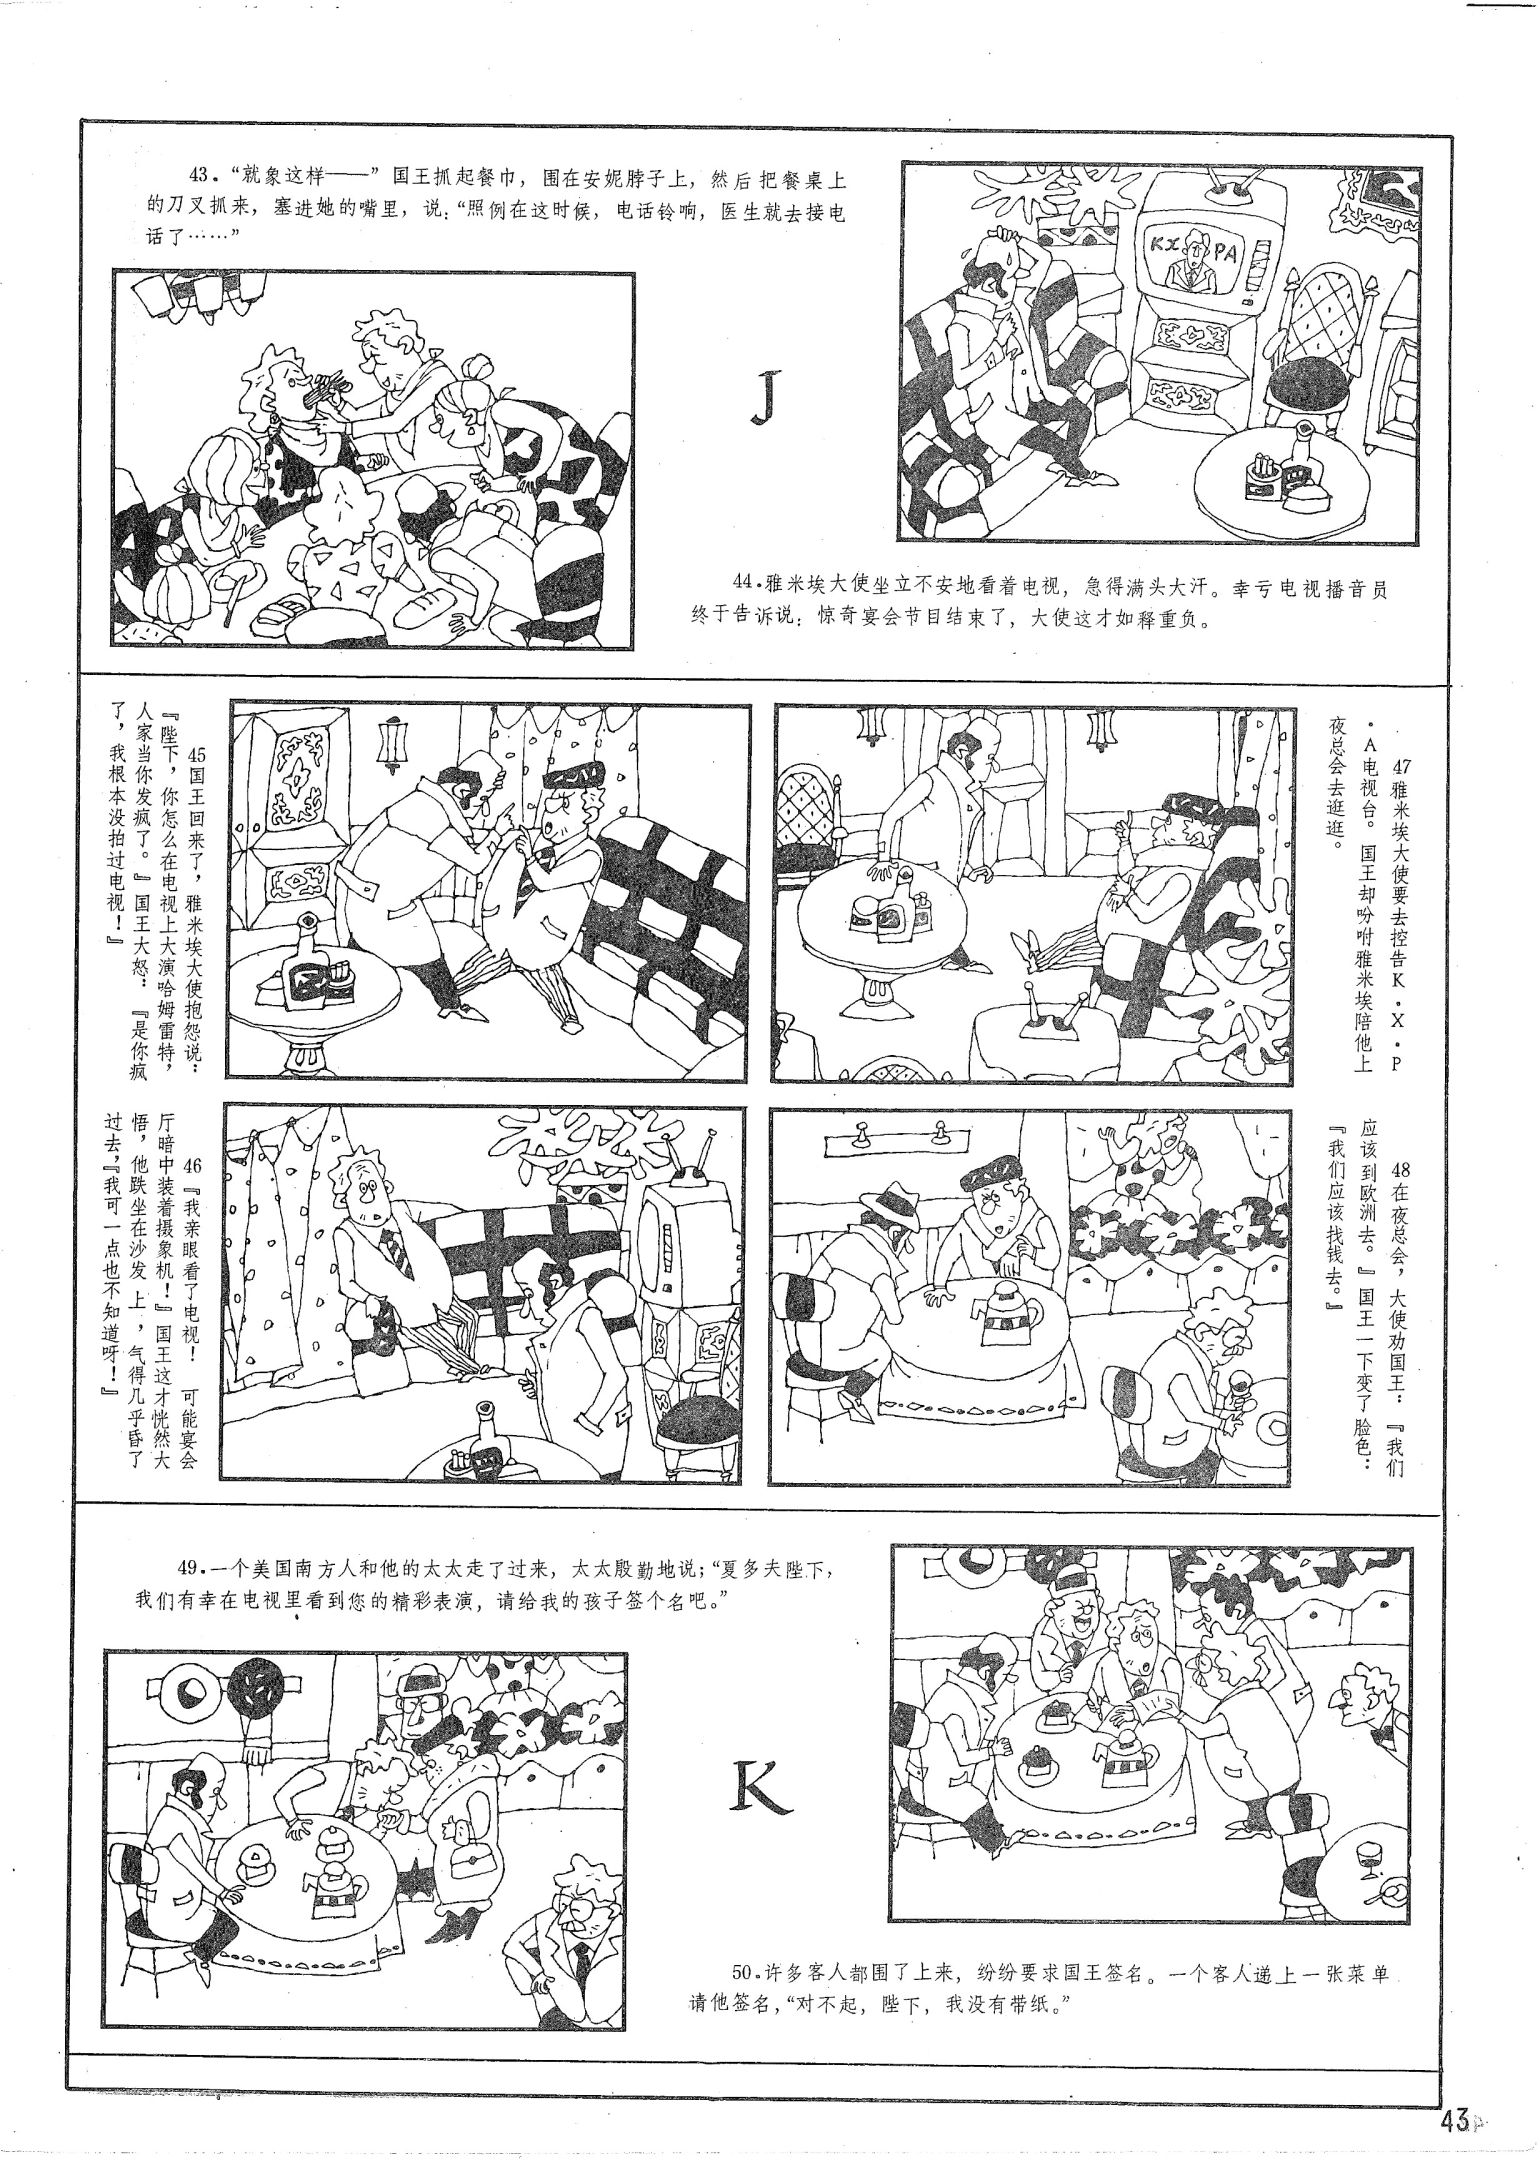 43．“就象这样——”国王抓起餐巾，围在安妮脖子上，然后把餐桌上
的刀叉抓来，塞进她的嘴里，说：“照例在这时候，电话铃响，医生就去接电
话了……”
KX PA
J
44．雅米埃大使坐立不安地看着电视，急得满头大汗。幸亏电视播音员
终于告诉说：惊奇宴会节目结束了，大使这才如释重负。
45国王回来了，雅米埃大使抱怨说：
『陛下，你怎么在电视上大演哈姆雷特，
人家当你发疯了。』国王大怒：『是你疯
了，我根本没拍过电视！』
46『我亲眼看了电视！ 可能宴会
厅暗中装着摄象机！』国王这才恍然大
悟，他跌坐在沙发上，气得几乎昏了
过去，『我可一点也不知道呀！』
47雅米埃大使要去控告K·X·P
·A电视台。国王却吩咐雅米埃陪他上
夜总会去逛逛。
48在夜总会，大使劝国王：『我们
应该到欧洲去。』国王一下变了脸色：
『我们应该找钱去。』
49．一个美国南方人和他的太太走了过来，太太殷勤地说；“夏多夫陛下，
我们有幸在电视里看到您的精彩表演，请给我的孩子签个名吧。”
K
50．许多客人都围了上来，纷纷要求国王签名。一个客人递上一张菜单
请他签名，“对不起，陛下，我没有带纸。”
43